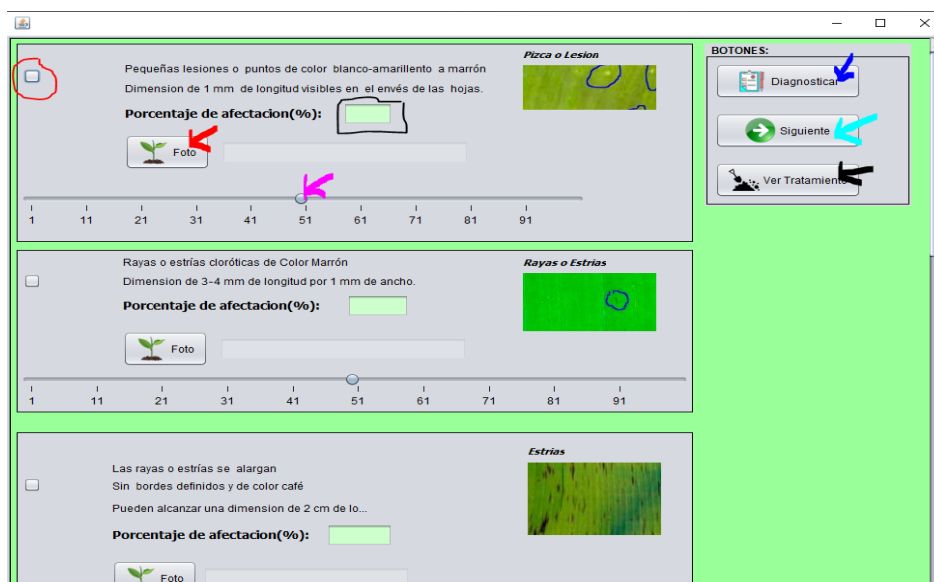 Pizca o Lesion
Pequeñas lesiones o puntos de color blanco-amarillento a marrón
Dimension de 1 mm de longitud visibles en el envés de las hojas.
Porcentaje de afectacion(%):
Foto
1 11 21 31 41 51 61 71 81 91
Rayas o estrías cloróticas de Color Marrón
Rayas o Estrias
Dimension de 3-4 mm de longitud por 1 mm de ancho.
Porcentaje de afectacion(%):
Foto
1 11 21 31 41 51 61 71 81 91
Estrias
Las rayas o estrías se alargan
Sin bordes definidos y de color café
Pueden alcanzar una dimension de 2 cm de lo...
Porcentaje de afectacion(%):
Foto
BOTONES:
Diagnosticar
Siguiente
Ver Tratamiento